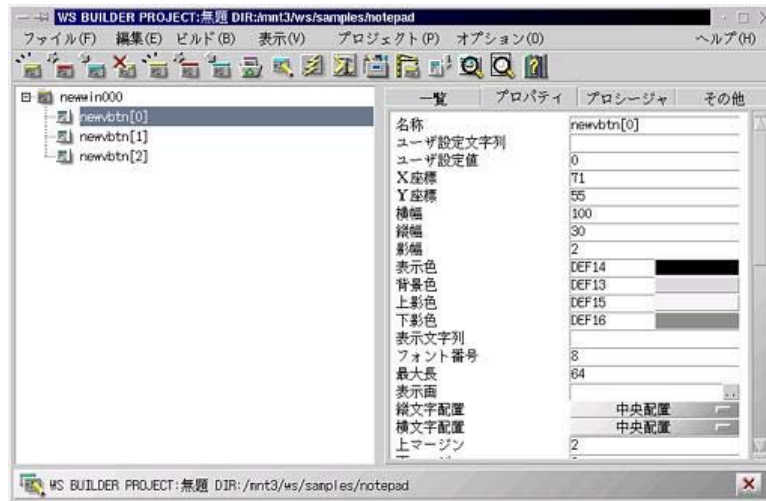 WS BUILDER PROJECT:無題 DIR:/mnt3/ws/samples/notepad
ファイル(F) 編集(E) ビルド(B) 表示(V) プロジェクト(P) オプション(O) ヘルプ(H)
newwin000
newvbtn[0]
newvbtn[1]
newvbtn[2]
一覧 プロパティ プロシージャ その他
名称 newvbtn[0]
ユーザ設定文字列
ユーザ設定値 0
X座標 71
Y座標 55
横幅 100
縦幅 30
影幅 2
表示色 DEF14
背景色 DEF13
上影色 DEF15
下影色 DEF16
表示文字列
フォント番号 8
最大長 64
表示画 ..
縦文字配置 中央配置
横文字配置 中央配置
上マージン 2
WS BUILDER PROJECT:無題 DIR:/mnt3/ws/samples/notepad